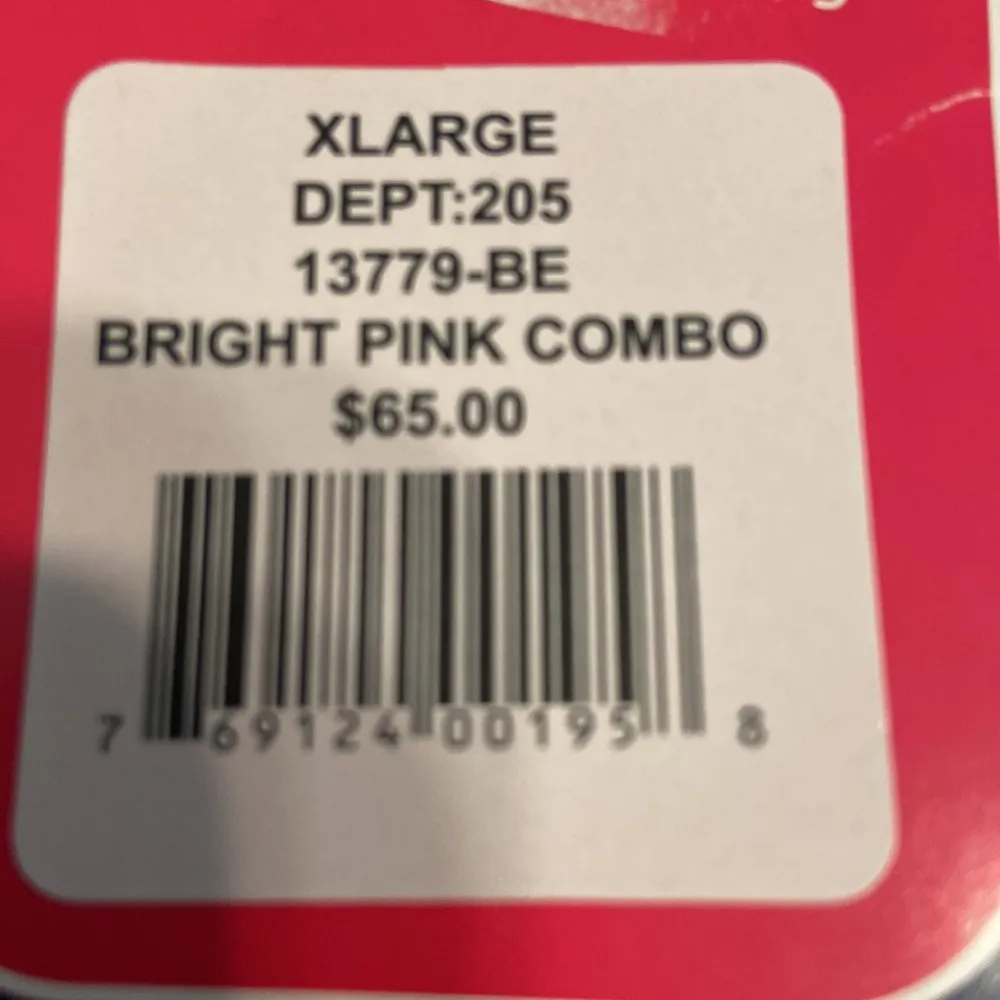 XLARGE
DEPT:205
13779-BE
BRIGHT PINK COMBO
$65.00
7 69124 00195 8